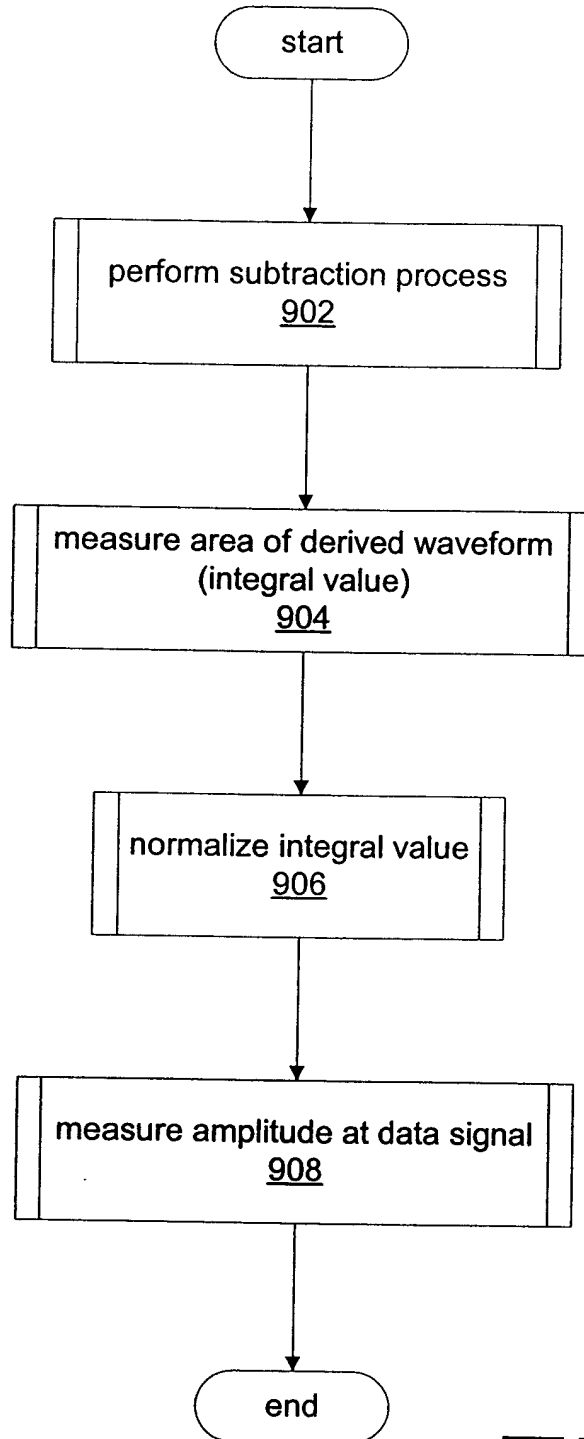 start
perform subtraction process
902
measure area of derived waveform
(integral value)
904
normalize integral value
906
measure amplitude at data signal
908
end